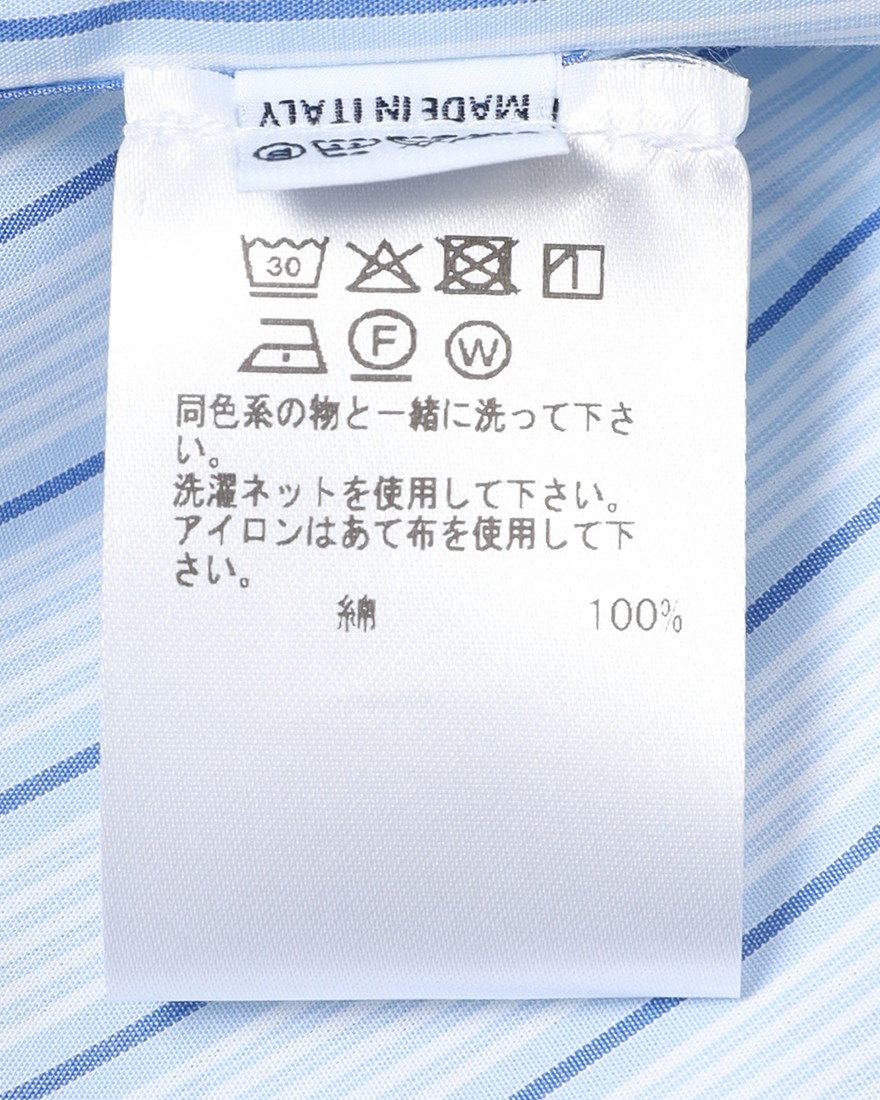 MADE IN ITALY
30
F W
同色系の物と一緒に洗って下さ
い。
洗濯ネットを使用して下さい。
アイロンはあて布を使用して下
さい。
綿 100%